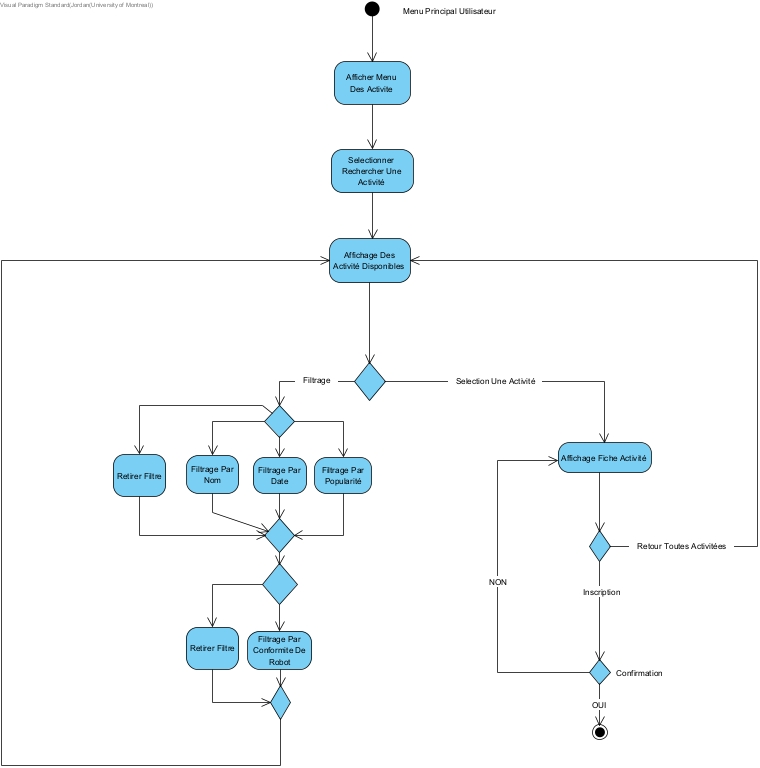 Visual Paradigm Standard(Jordan(University of Montreal))
Menu Principal Utilisateur
Afficher Menu
Des Activite
Selectionner
Rechercher Une
Activité
Affichage Des
Activité Disponibles
Filtrage
Selection Une Activité
Retirer Filtre
Filtrage Par
Nom
Filtrage Par
Date
Filtrage Par
Popularité
Affichage Fiche Activité
Retour Toutes Activitées
NON
Inscription
Retirer Filtre
Filtrage Par
Conformite De
Robot
Confirmation
OUI